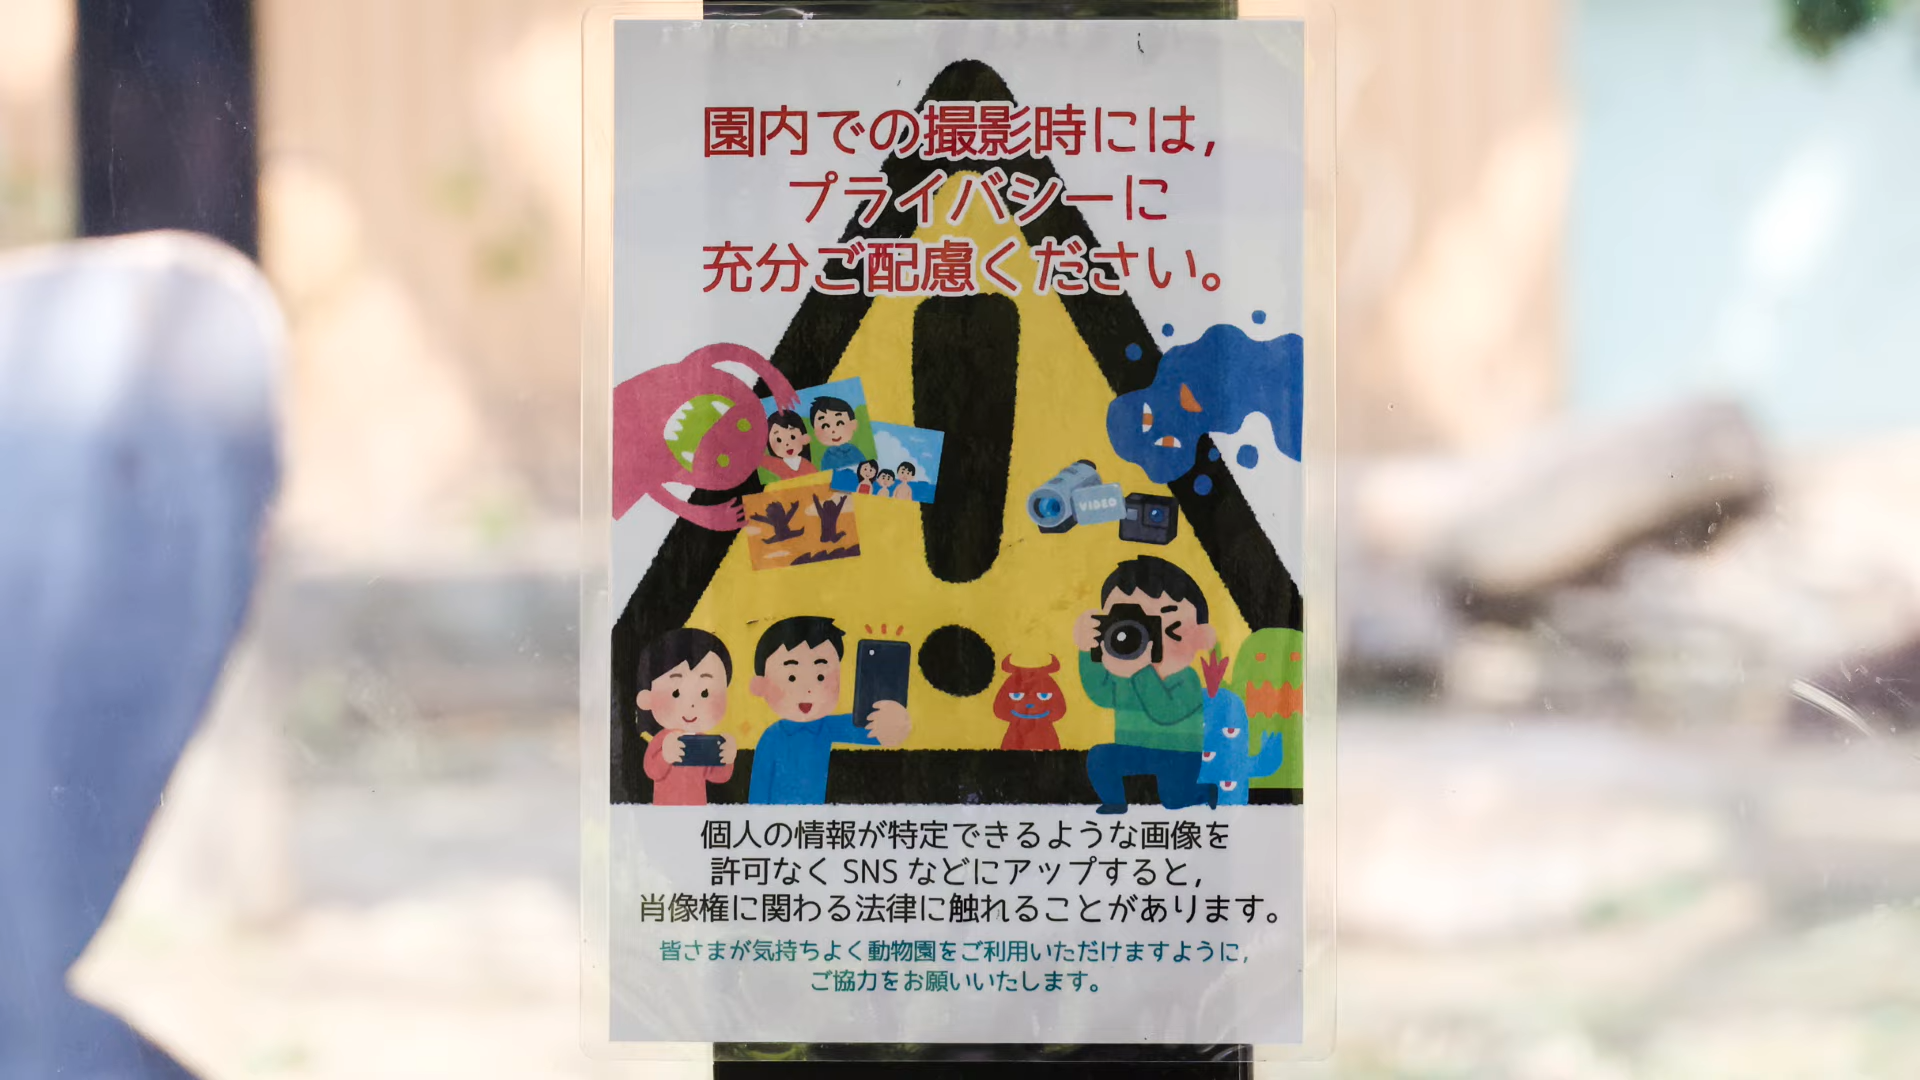 園内での撮影時には,
プライバシーに
充分ご配慮ください。
VIDEO
個人の情報が特定できるような画像を
許可なく SNS などにアップすると,
肖像権に関わる法律に触れることがあります。
皆さまが気持ちよく動物園をご利用いただけますように,
ご協力をお願いいたします。